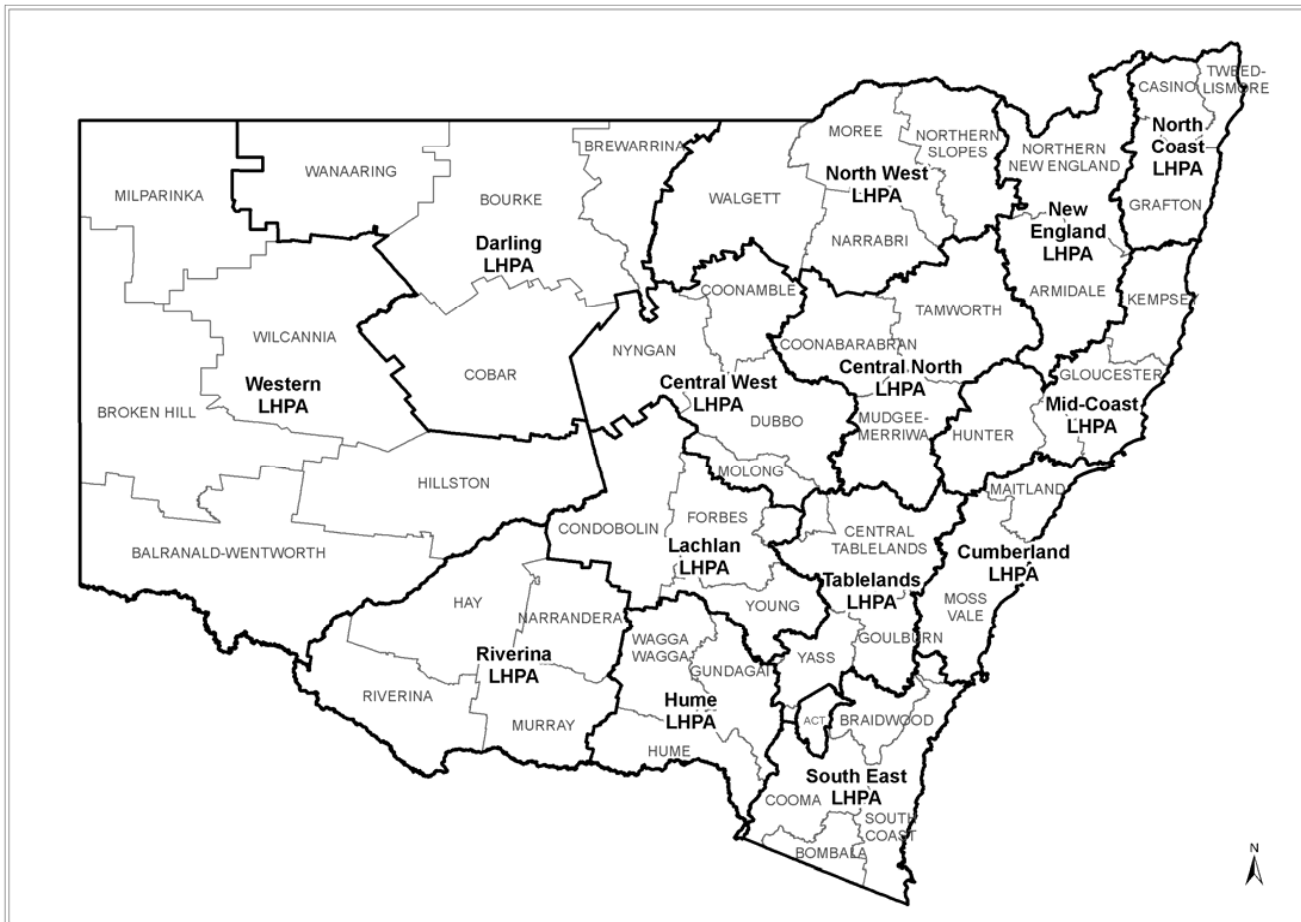 TWEED-
LISMORE
CASINO
MOREE
NORTHERN
SLOPES
NORTHERN
NEW ENGLAND
North
Coast
LHPA
BREWARRINA
WANAARING
MILPARINKA
BOURKE
WALGETT
North West
LHPA
GRAFTON
NARRABRI
New
England
LHPA
Darling
LHPA
COONAMBLE
ARMIDALE
KEMPSEY
TAMWORTH
WILCANNIA
NYNGAN
COONABARABRAN
COBAR
Western
LHPA
Central West
LHPA
Central North
LHPA
GLOUCESTER
BROKEN HILL
Mid-Coast
LHPA
DUBBO
MUDGEE-
MERRIWA
HUNTER
MOLONG
HILLSTON
MAITLAND
CONDOBOLIN
FORBES
CENTRAL
TABLELANDS
Lachlan
LHPA
Cumberland
LHPA
BALRANALD-WENTWORTH
Tablelands
LHPA
HAY
NARRANDERA
YOUNG
MOSS
VALE
WAGGA
WAGGA
GOULBURN
Riverina
LHPA
GUNDAGAI
YASS
RIVERINA
Hume
LHPA
MURRAY
ACT
BRAIDWOOD
HUME
South East
LHPA
COOMA
SOUTH
COAST
BOMBALA
N